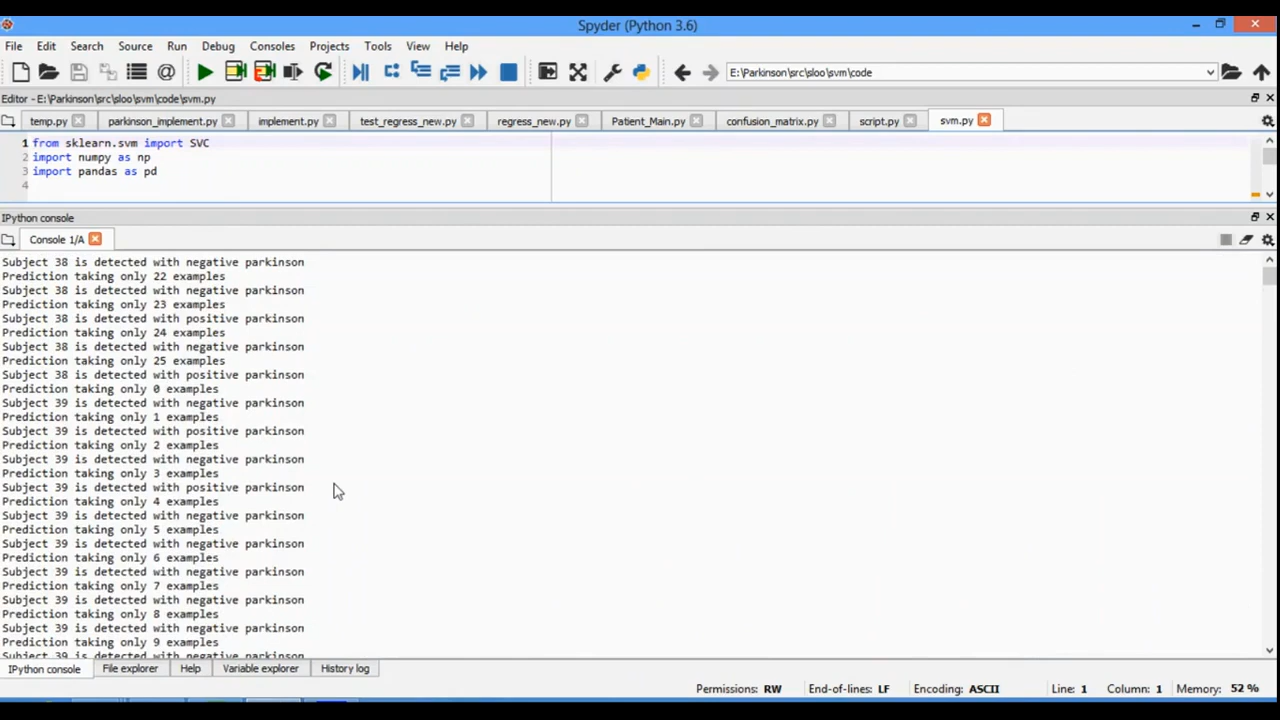 Spyder (Python 3.6)
File Edit Search Source Run Debug Consoles Projects Tools View Help
E:\Parkinson\src\sloo\svm\code
Editor - E:\Parkinson\src\sloo\svm\code\svm.py
temp.py parkinson_implement.py implement.py test_regress_new.py regress_new.py Patient_Main.py confusion_matrix.py script.py svm.py
1 from sklearn.svm import SVC
2 import numpy as np
3 import pandas as pd
4
IPython console
Console 1/A
Subject 38 is detected with negative parkinson
Prediction taking only 22 examples
Subject 38 is detected with negative parkinson
Prediction taking only 23 examples
Subject 38 is detected with positive parkinson
Prediction taking only 24 examples
Subject 38 is detected with negative parkinson
Prediction taking only 25 examples
Subject 38 is detected with positive parkinson
Prediction taking only 0 examples
Subject 39 is detected with negative parkinson
Prediction taking only 1 examples
Subject 39 is detected with positive parkinson
Prediction taking only 2 examples
Subject 39 is detected with negative parkinson
Prediction taking only 3 examples
Subject 39 is detected with positive parkinson
Prediction taking only 4 examples
Subject 39 is detected with negative parkinson
Prediction taking only 5 examples
Subject 39 is detected with negative parkinson
Prediction taking only 6 examples
Subject 39 is detected with negative parkinson
Prediction taking only 7 examples
Subject 39 is detected with negative parkinson
Prediction taking only 8 examples
Subject 39 is detected with negative parkinson
Prediction taking only 9 examples
Subject 39 is detected with negative parkinson
IPython console File explorer Help Variable explorer History log
Permissions: RW End-of-lines: LF Encoding: ASCII Line: 1 Column: 1 Memory: 52 %